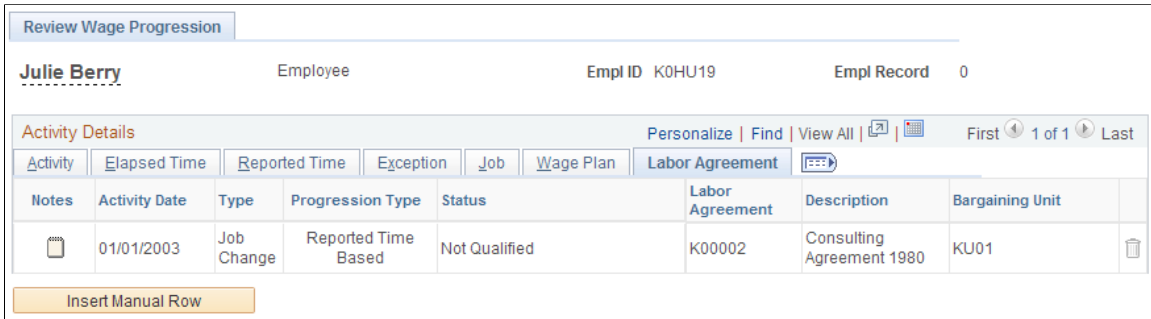 Review Wage Progression
Julie Berry Employee Empl ID K0HU19 Empl Record 0
Activity Details Personalize | Find | View All | | First 1 of 1 Last
Activity Elapsed Time Reported Time Exception Job Wage Plan Labor Agreement
Notes Activity Date Type Progression Type Status Labor Agreement Description Bargaining Unit
01/01/2003 Job Change Reported Time Based Not Qualified K00002 Consulting Agreement 1980 KU01
Insert Manual Row